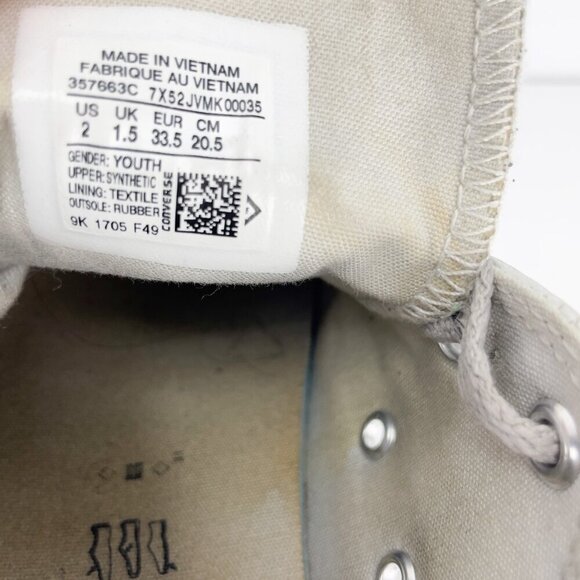 MADE IN VIETNAM
FABRIQUE AU VIETNAM
357663C 7X52JVMK00035
US UK EUR CM
2 1.5 33.5 20.5
GENDER: YOUTH
UPPER: SYNTHETIC
LINING: TEXTILE
OUTSOLE: RUBBER
9K 1705 F49
CONVERSE